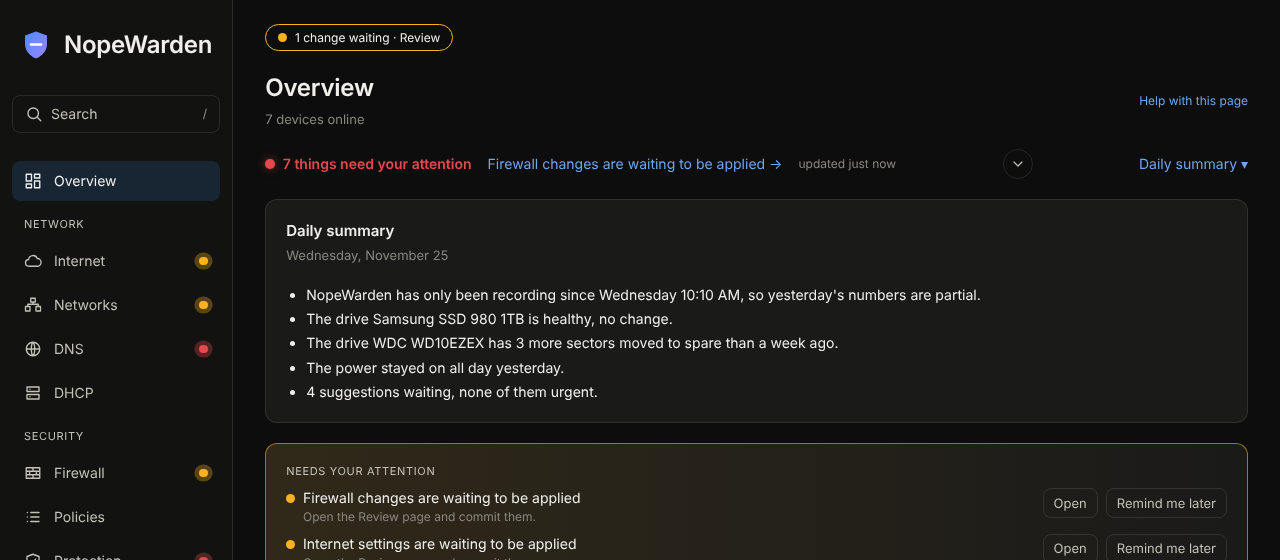 NopeWarden
Search /
Overview
NETWORK
Internet
Networks
DNS
DHCP
SECURITY
Firewall
Policies
Protection
1 change waiting · Review
Overview
7 devices online
Help with this page
7 things need your attention Firewall changes are waiting to be applied → updated just now Daily summary ▾
Daily summary
Wednesday, November 25
• NopeWarden has only been recording since Wednesday 10:10 AM, so yesterday's numbers are partial.
• The drive Samsung SSD 980 1TB is healthy, no change.
• The drive WDC WD10EZEX has 3 more sectors moved to spare than a week ago.
• The power stayed on all day yesterday.
• 4 suggestions waiting, none of them urgent.
NEEDS YOUR ATTENTION
Firewall changes are waiting to be applied
Open the Review page and commit them.
Open Remind me later
Internet settings are waiting to be applied
Open Remind me later